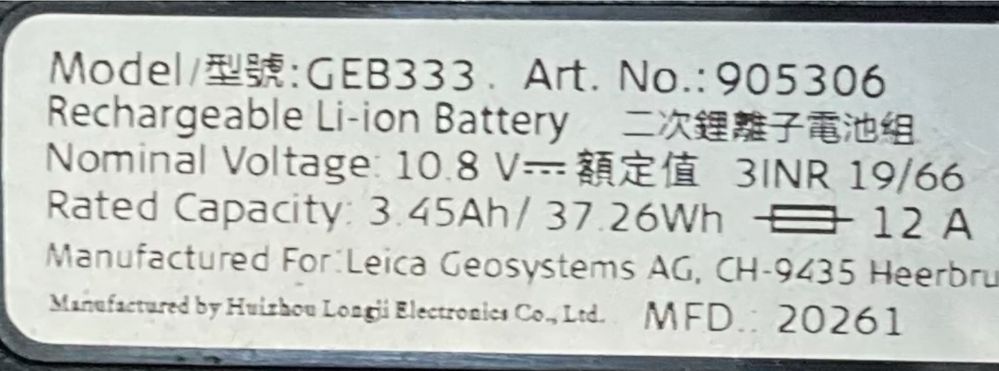 Model/型號:GEB333. Art. No.:905306
Rechargeable Li-ion Battery 二次鋰離子電池組
Nominal Voltage: 10.8 V⎓額定值 3INR 19/66
Rated Capacity: 3.45Ah/ 37.26Wh 12 A
Manufactured For:Leica Geosystems AG, CH-9435 Heerbru
Manufactured by Huizhou Longji Electronics Co., Ltd. MFD.: 20261